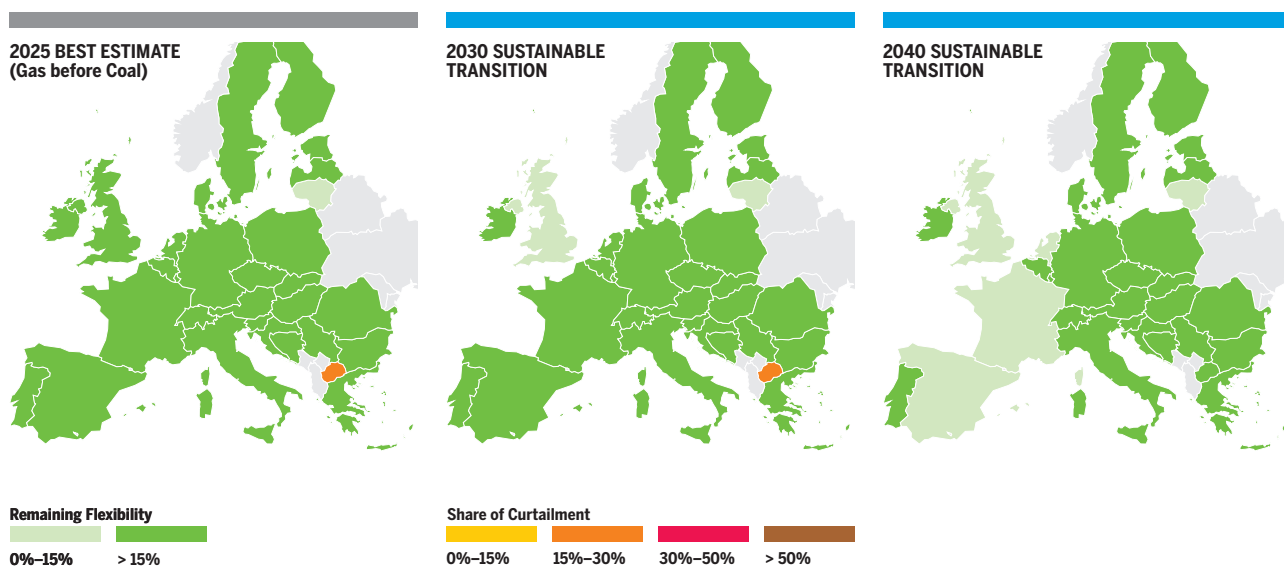 2025 BEST ESTIMATE
(Gas before Coal)
2030 SUSTAINABLE
TRANSITION
2040 SUSTAINABLE
TRANSITION
Remaining Flexibility
0%–15%
> 15%
Share of Curtailment
0%–15%
15%–30%
30%–50%
> 50%